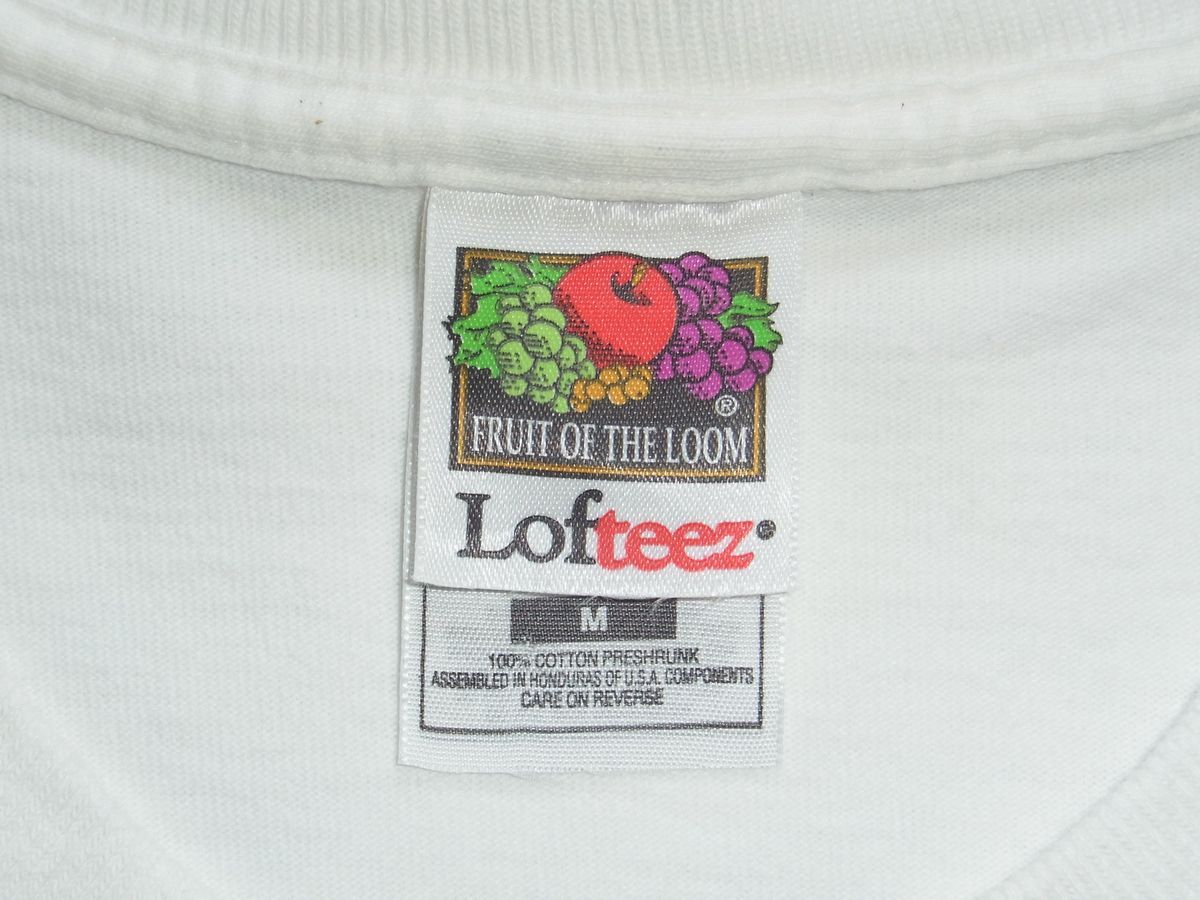 ®
FRUIT OF THE LOOM
Lofteez®
M
100% COTTON PRESHRUNK
ASSEMBLED IN HONDURAS OF U.S.A. COMPONENTS
CARE ON REVERSE